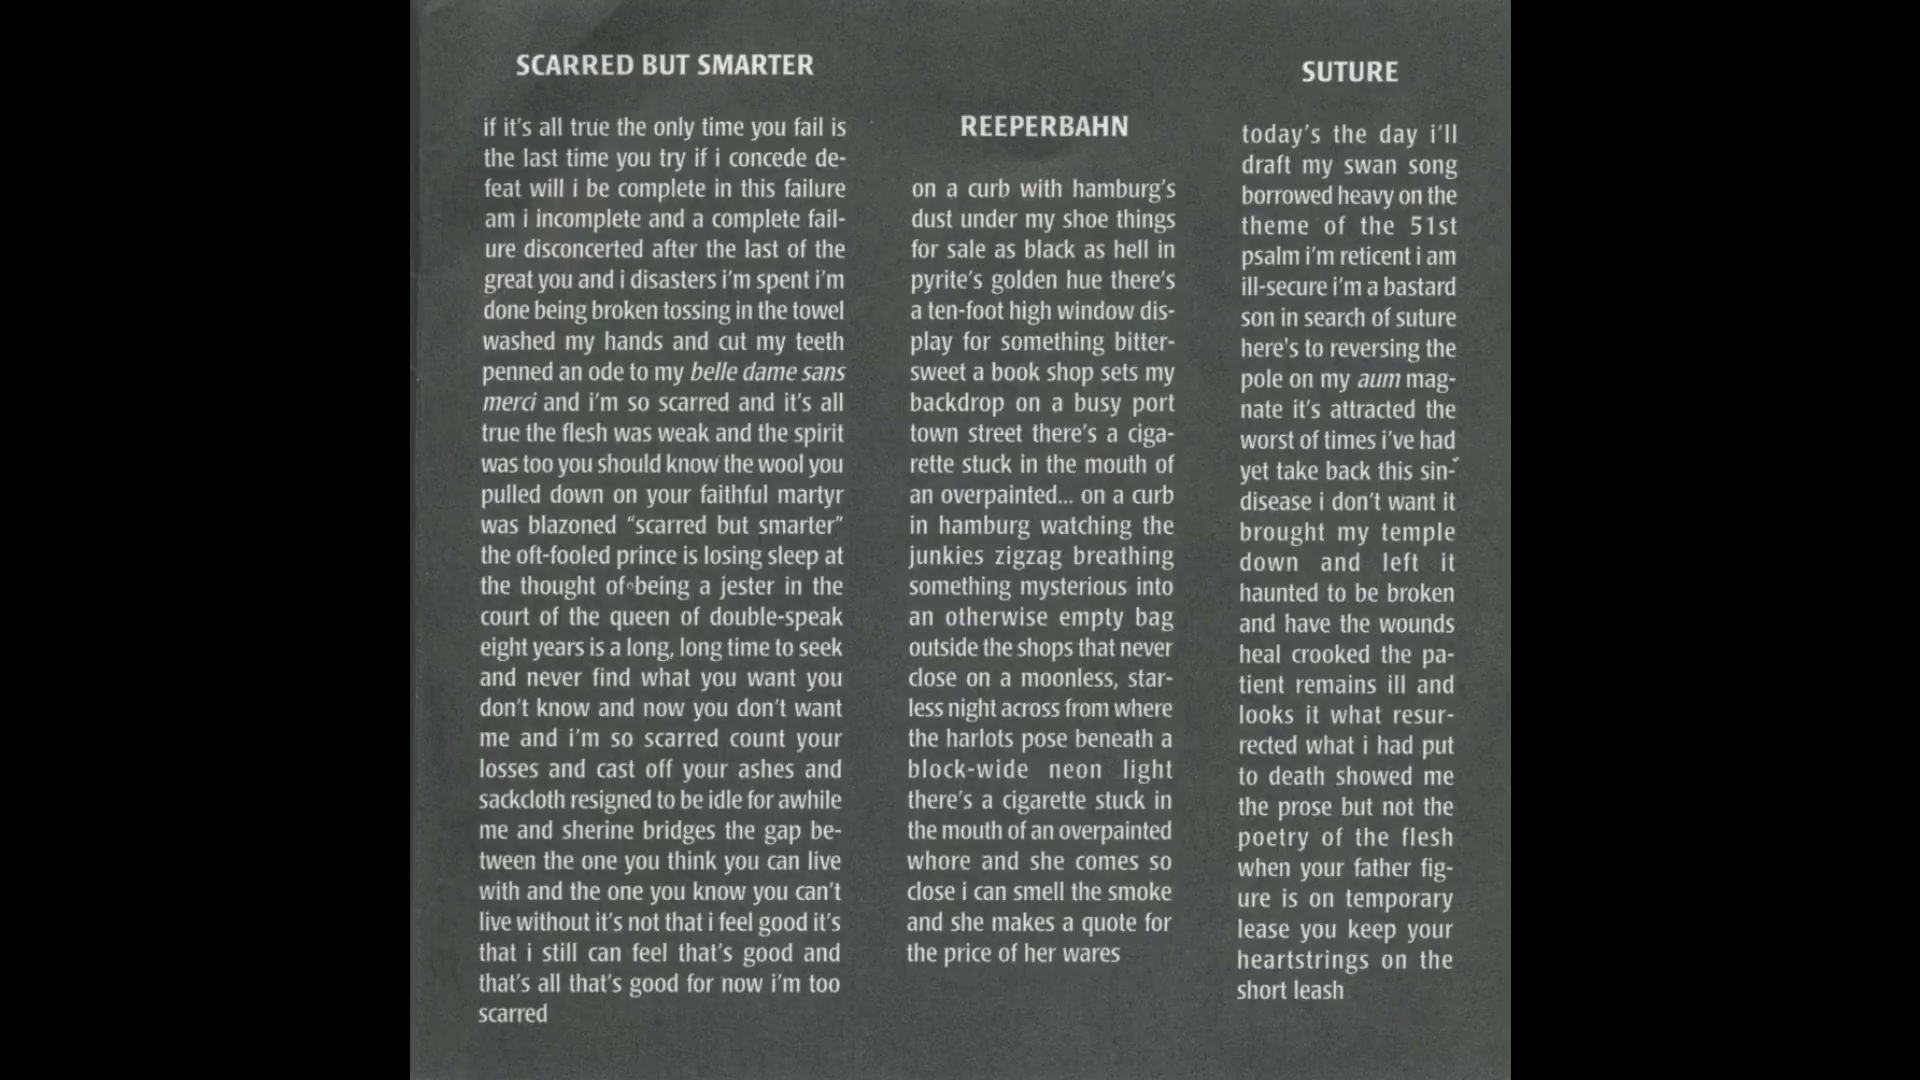 SCARRED BUT SMARTER
if it's all true the only time you fail is
the last time you try if i concede de-
feat will i be complete in this failure
am i incomplete and a complete fail-
ure disconcerted after the last of the
great you and i disasters i'm spent i'm
done being broken tossing in the towel
washed my hands and cut my teeth
penned an ode to my belle dame sans
merci and i'm so scarred and it's all
true the flesh was weak and the spirit
was too you should know the wool you
pulled down on your faithful martyr
was blazoned “scarred but smarter”
the oft-fooled prince is losing sleep at
the thought of being a jester in the
court of the queen of double-speak
eight years is a long, long time to seek
and never find what you want you
don't know and now you don't want
me and i'm so scarred count your
losses and cast off your ashes and
sackcloth resigned to be idle for awhile
me and sherine bridges the gap be-
tween the one you think you can live
with and the one you know you can't
live without it's not that i feel good it's
that i still can feel that's good and
that's all that's good for now i'm too
scarred
REEPERBAHN
on a curb with hamburg's
dust under my shoe things
for sale as black as hell in
pyrite's golden hue there's
a ten-foot high window dis-
play for something bitter-
sweet a book shop sets my
backdrop on a busy port
town street there's a ciga-
rette stuck in the mouth of
an overpainted... on a curb
in hamburg watching the
junkies zigzag breathing
something mysterious into
an otherwise empty bag
outside the shops that never
close on a moonless, star-
less night across from where
the harlots pose beneath a
block-wide neon light
there's a cigarette stuck in
the mouth of an overpainted
whore and she comes so
close i can smell the smoke
and she makes a quote for
the price of her wares
SUTURE
today's the day i'll
draft my swan song
borrowed heavy on the
theme of the 51st
psalm i'm reticent i am
ill-secure i'm a bastard
son in search of suture
here's to reversing the
pole on my aum mag-
nate it's attracted the
worst of times i've had
yet take back this sin-
disease i don't want it
brought my temple
down and left it
haunted to be broken
and have the wounds
heal crooked the pa-
tient remains ill and
looks it what resur-
rected what i had put
to death showed me
the prose but not the
poetry of the flesh
when your father fig-
ure is on temporary
lease you keep your
heartstrings on the
short leash